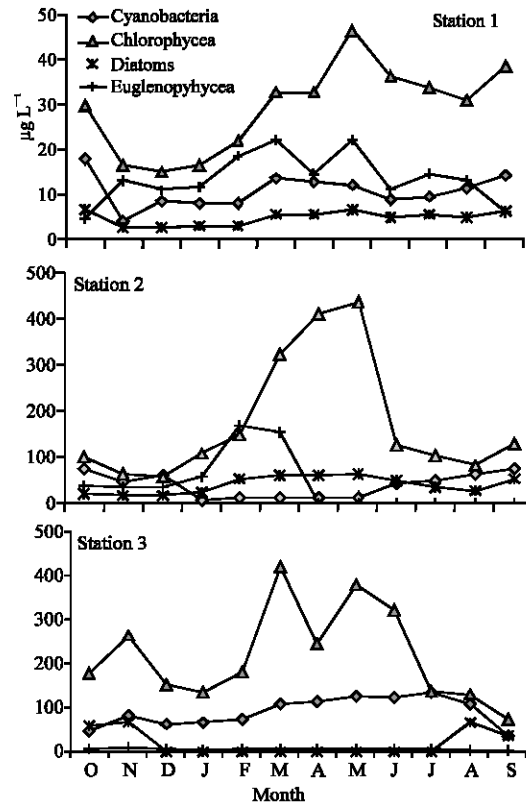 Cyanobacteria
Chlorophycea
Diatoms
Euglenopyhycea
Station 1
µg L⁻¹
50
40
30
20
10
0
Station 2
500
400
300
200
100
0
Station 3
500
400
300
200
100
0
O N D J F M A M J J A S
Month